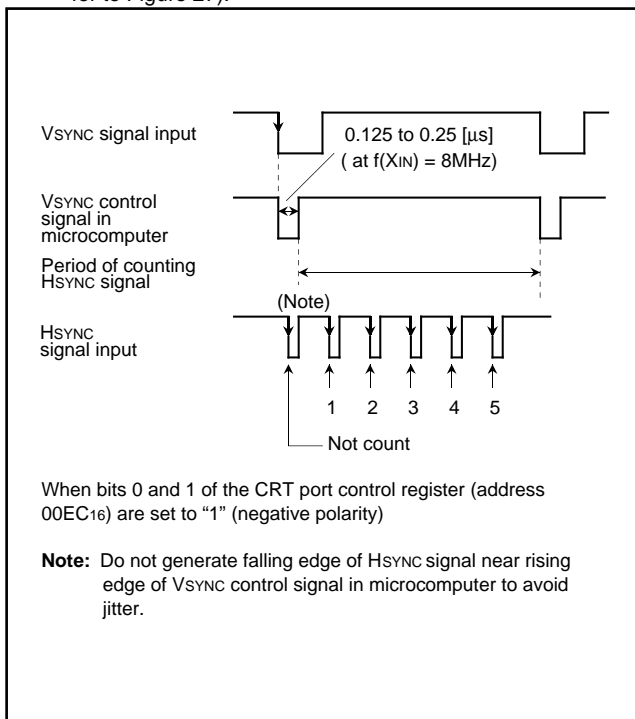 fer to Figure 27).
VSYNC signal input
0.125 to 0.25 [μs]
( at f(XIN) = 8MHz)
VSYNC control
signal in
microcomputer
Period of counting
HSYNC signal
(Note)
HSYNC
signal input
1 2 3 4 5
Not count
When bits 0 and 1 of the CRT port control register (address
00EC16) are set to “1” (negative polarity)
Note: Do not generate falling edge of HSYNC signal near rising
edge of VSYNC control signal in microcomputer to avoid
jitter.